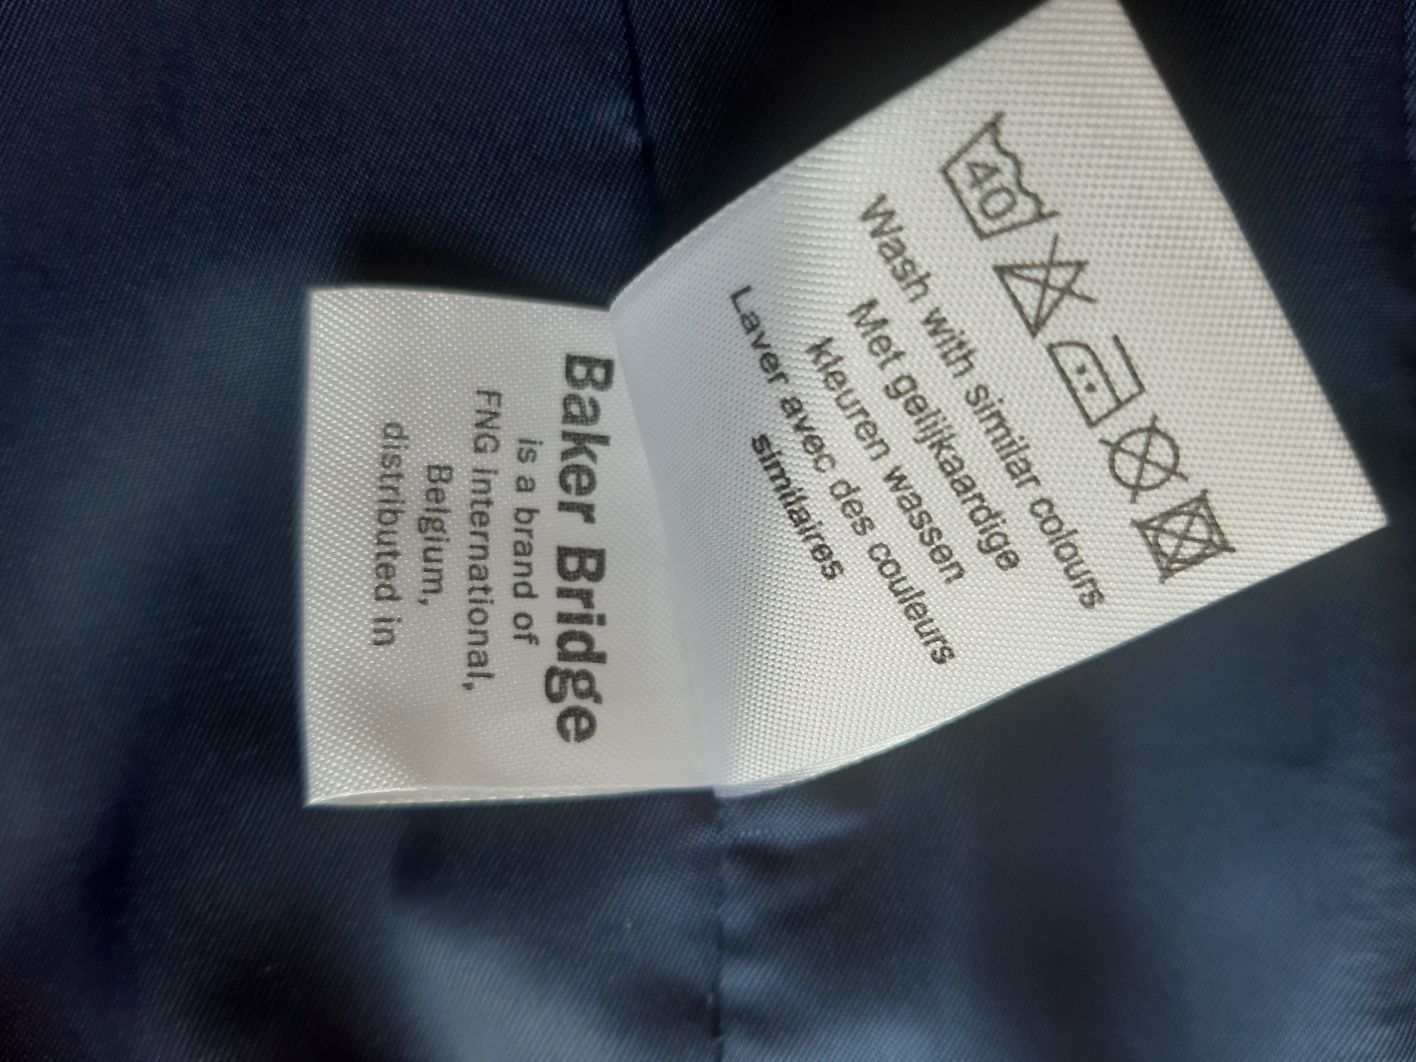 40
Wash with similar colours
Met gelijkaardige
kleuren wassen
Laver avec des couleurs
similaires
Baker Bridge
is a brand of
FNG international,
Belgium,
distributed in